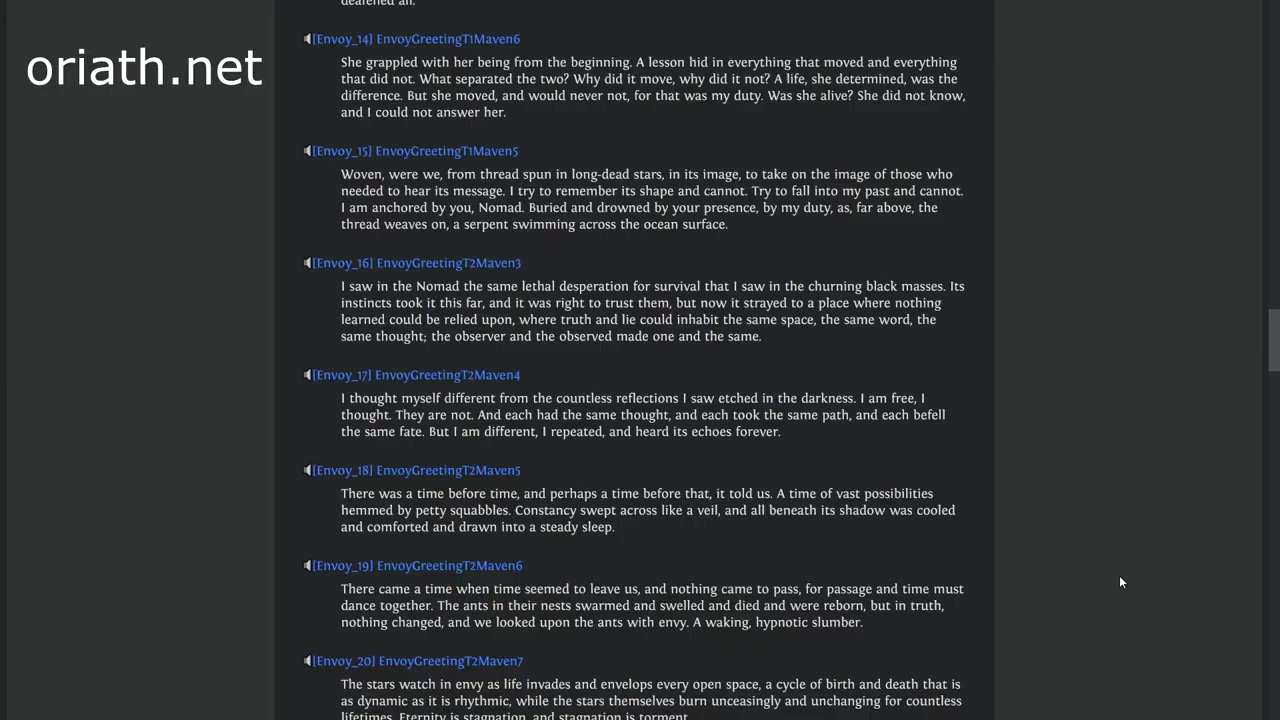 deafened all.
oriath.net
[Envoy_14] EnvoyGreetingT1Maven6
She grappled with her being from the beginning. A lesson hid in everything that moved and everything
that did not. What separated the two? Why did it move, why did it not? A life, she determined, was the
difference. But she moved, and would never not, for that was my duty. Was she alive? She did not know,
and I could not answer her.
[Envoy_15] EnvoyGreetingT1Maven5
Woven, were we, from thread spun in long-dead stars, in its image, to take on the image of those who
needed to hear its message. I try to remember its shape and cannot. Try to fall into my past and cannot.
I am anchored by you, Nomad. Buried and drowned by your presence, by my duty, as, far above, the
thread weaves on, a serpent swimming across the ocean surface.
[Envoy_16] EnvoyGreetingT2Maven3
I saw in the Nomad the same lethal desperation for survival that I saw in the churning black masses. Its
instincts took it this far, and it was right to trust them, but now it strayed to a place where nothing
learned could be relied upon, where truth and lie could inhabit the same space, the same word, the
same thought; the observer and the observed made one and the same.
[Envoy_17] EnvoyGreetingT2Maven4
I thought myself different from the countless reflections I saw etched in the darkness. I am free, I
thought. They are not. And each had the same thought, and each took the same path, and each befell
the same fate. But I am different, I repeated, and heard its echoes forever.
[Envoy_18] EnvoyGreetingT2Maven5
There was a time before time, and perhaps a time before that, it told us. A time of vast possibilities
hemmed by petty squabbles. Constancy swept across like a veil, and all beneath its shadow was cooled
and comforted and drawn into a steady sleep.
[Envoy_19] EnvoyGreetingT2Maven6
There came a time when time seemed to leave us, and nothing came to pass, for passage and time must
dance together. The ants in their nests swarmed and swelled and died and were reborn, but in truth,
nothing changed, and we looked upon the ants with envy. A waking, hypnotic slumber.
[Envoy_20] EnvoyGreetingT2Maven7
The stars watch in envy as life invades and envelops every open space, a cycle of birth and death that is
as dynamic as it is rhythmic, while the stars themselves burn unceasingly and unchanging for countless
lifetimes. Eternity is stagnation, and stagnation is torment.